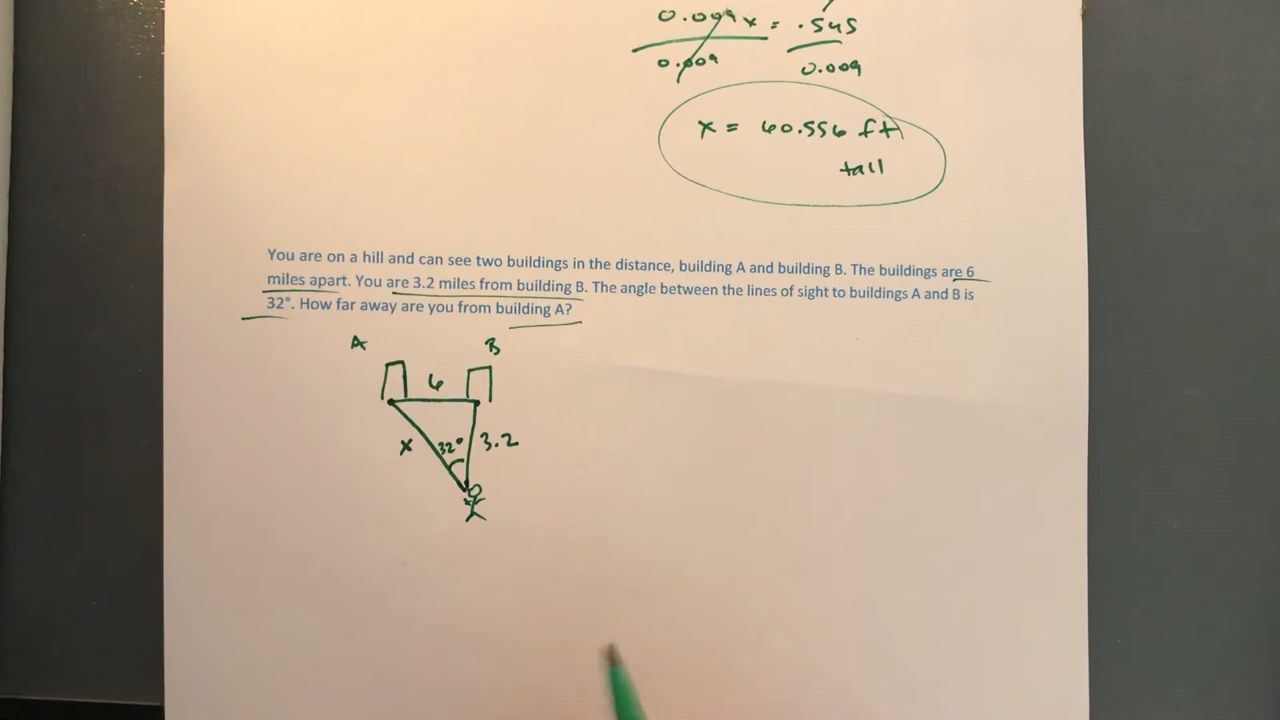 0.009x = .545
0.009 0.009
x = 60.556 ft
tall
You are on a hill and can see two buildings in the distance, building A and building B. The buildings are 6
miles apart. You are 3.2 miles from building B. The angle between the lines of sight to buildings A and B is
32°. How far away are you from building A?
A B
6
x 32° 3.2